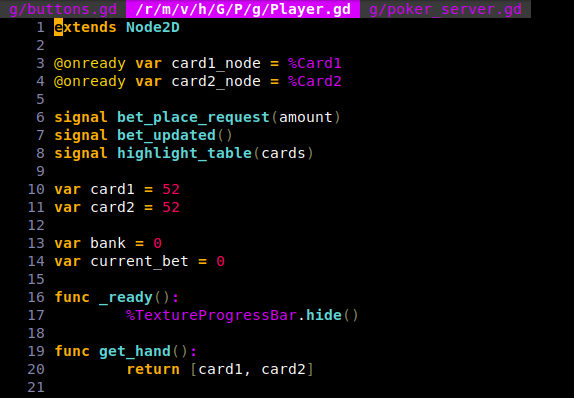 g/buttons.gd  /r/m/v/h/G/P/g/Player.gd  g/poker_server.gd
1 extends Node2D
2
3 @onready var card1_node = %Card1
4 @onready var card2_node = %Card2
5
6 signal bet_place_request(amount)
7 signal bet_updated()
8 signal highlight_table(cards)
9
10 var card1 = 52
11 var card2 = 52
12
13 var bank = 0
14 var current_bet = 0
15
16 func _ready():
17         %TextureProgressBar.hide()
18
19 func get_hand():
20         return [card1, card2]
21